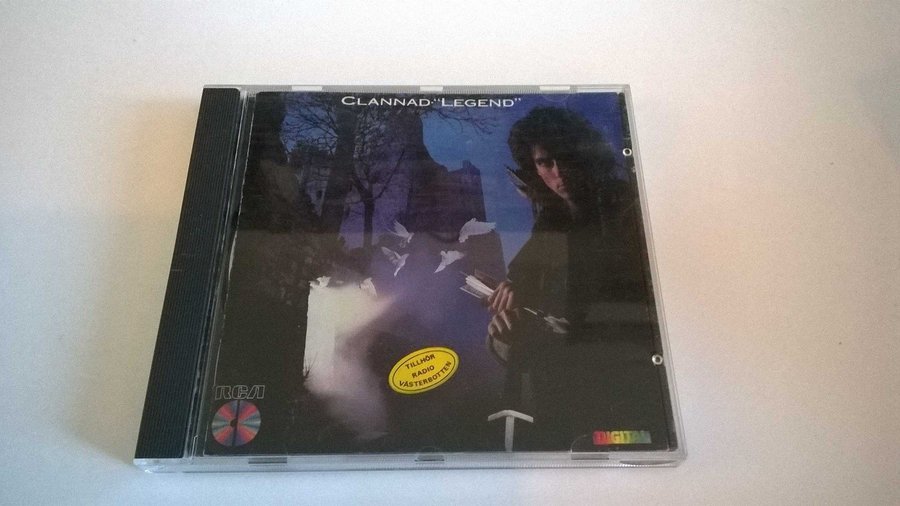 CLANNAD·"LEGEND"
TILLHÖR
RADIO
VÄSTERBOTTEN
RCA
DIGITAL